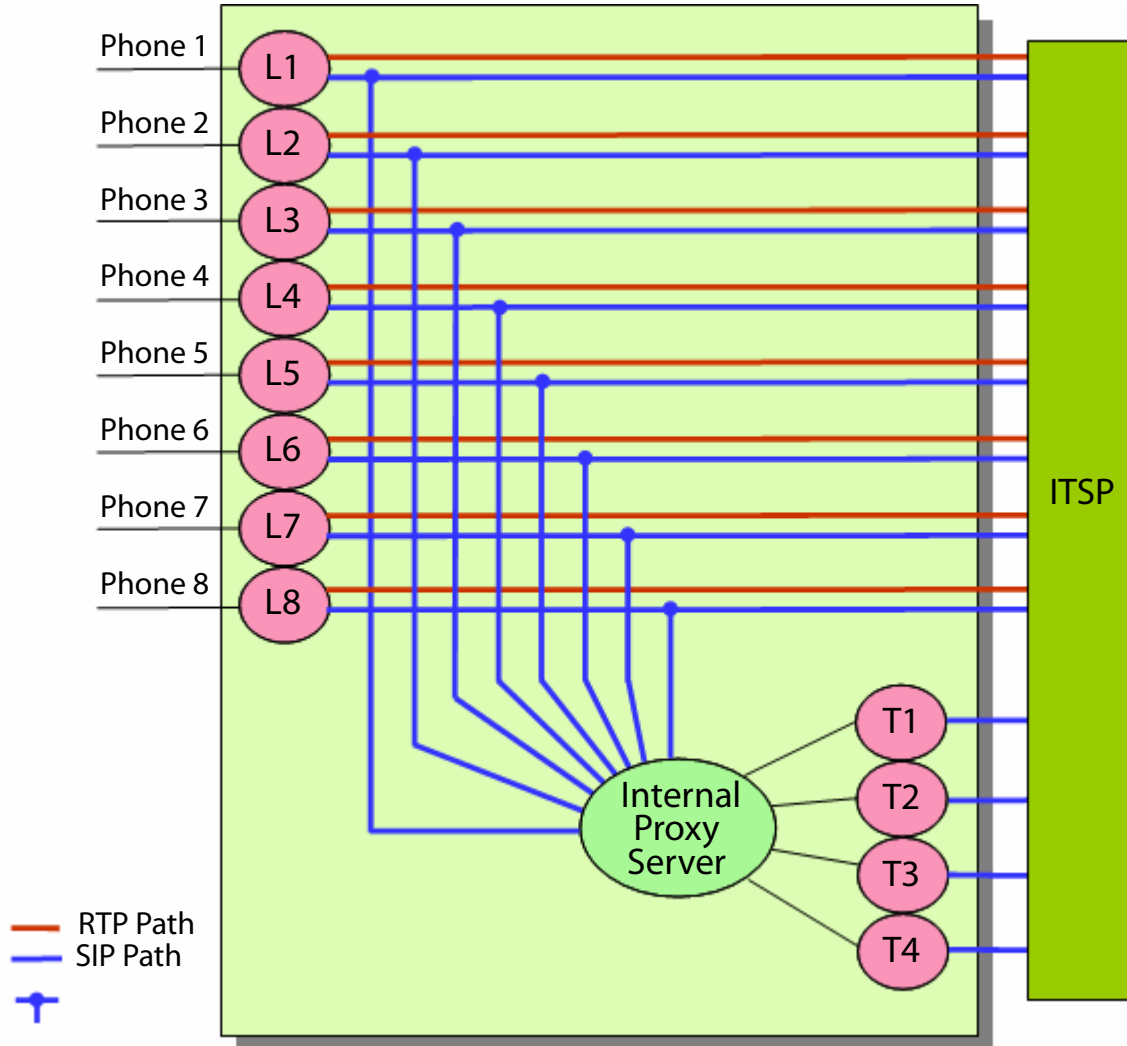 Phone 1
L1
Phone 2
L2
Phone 3
L3
Phone 4
L4
Phone 5
L5
Phone 6
L6
Phone 7
L7
Phone 8
L8
ITSP
T1
T2
T3
T4
Internal
Proxy
Server
RTP Path
SIP Path